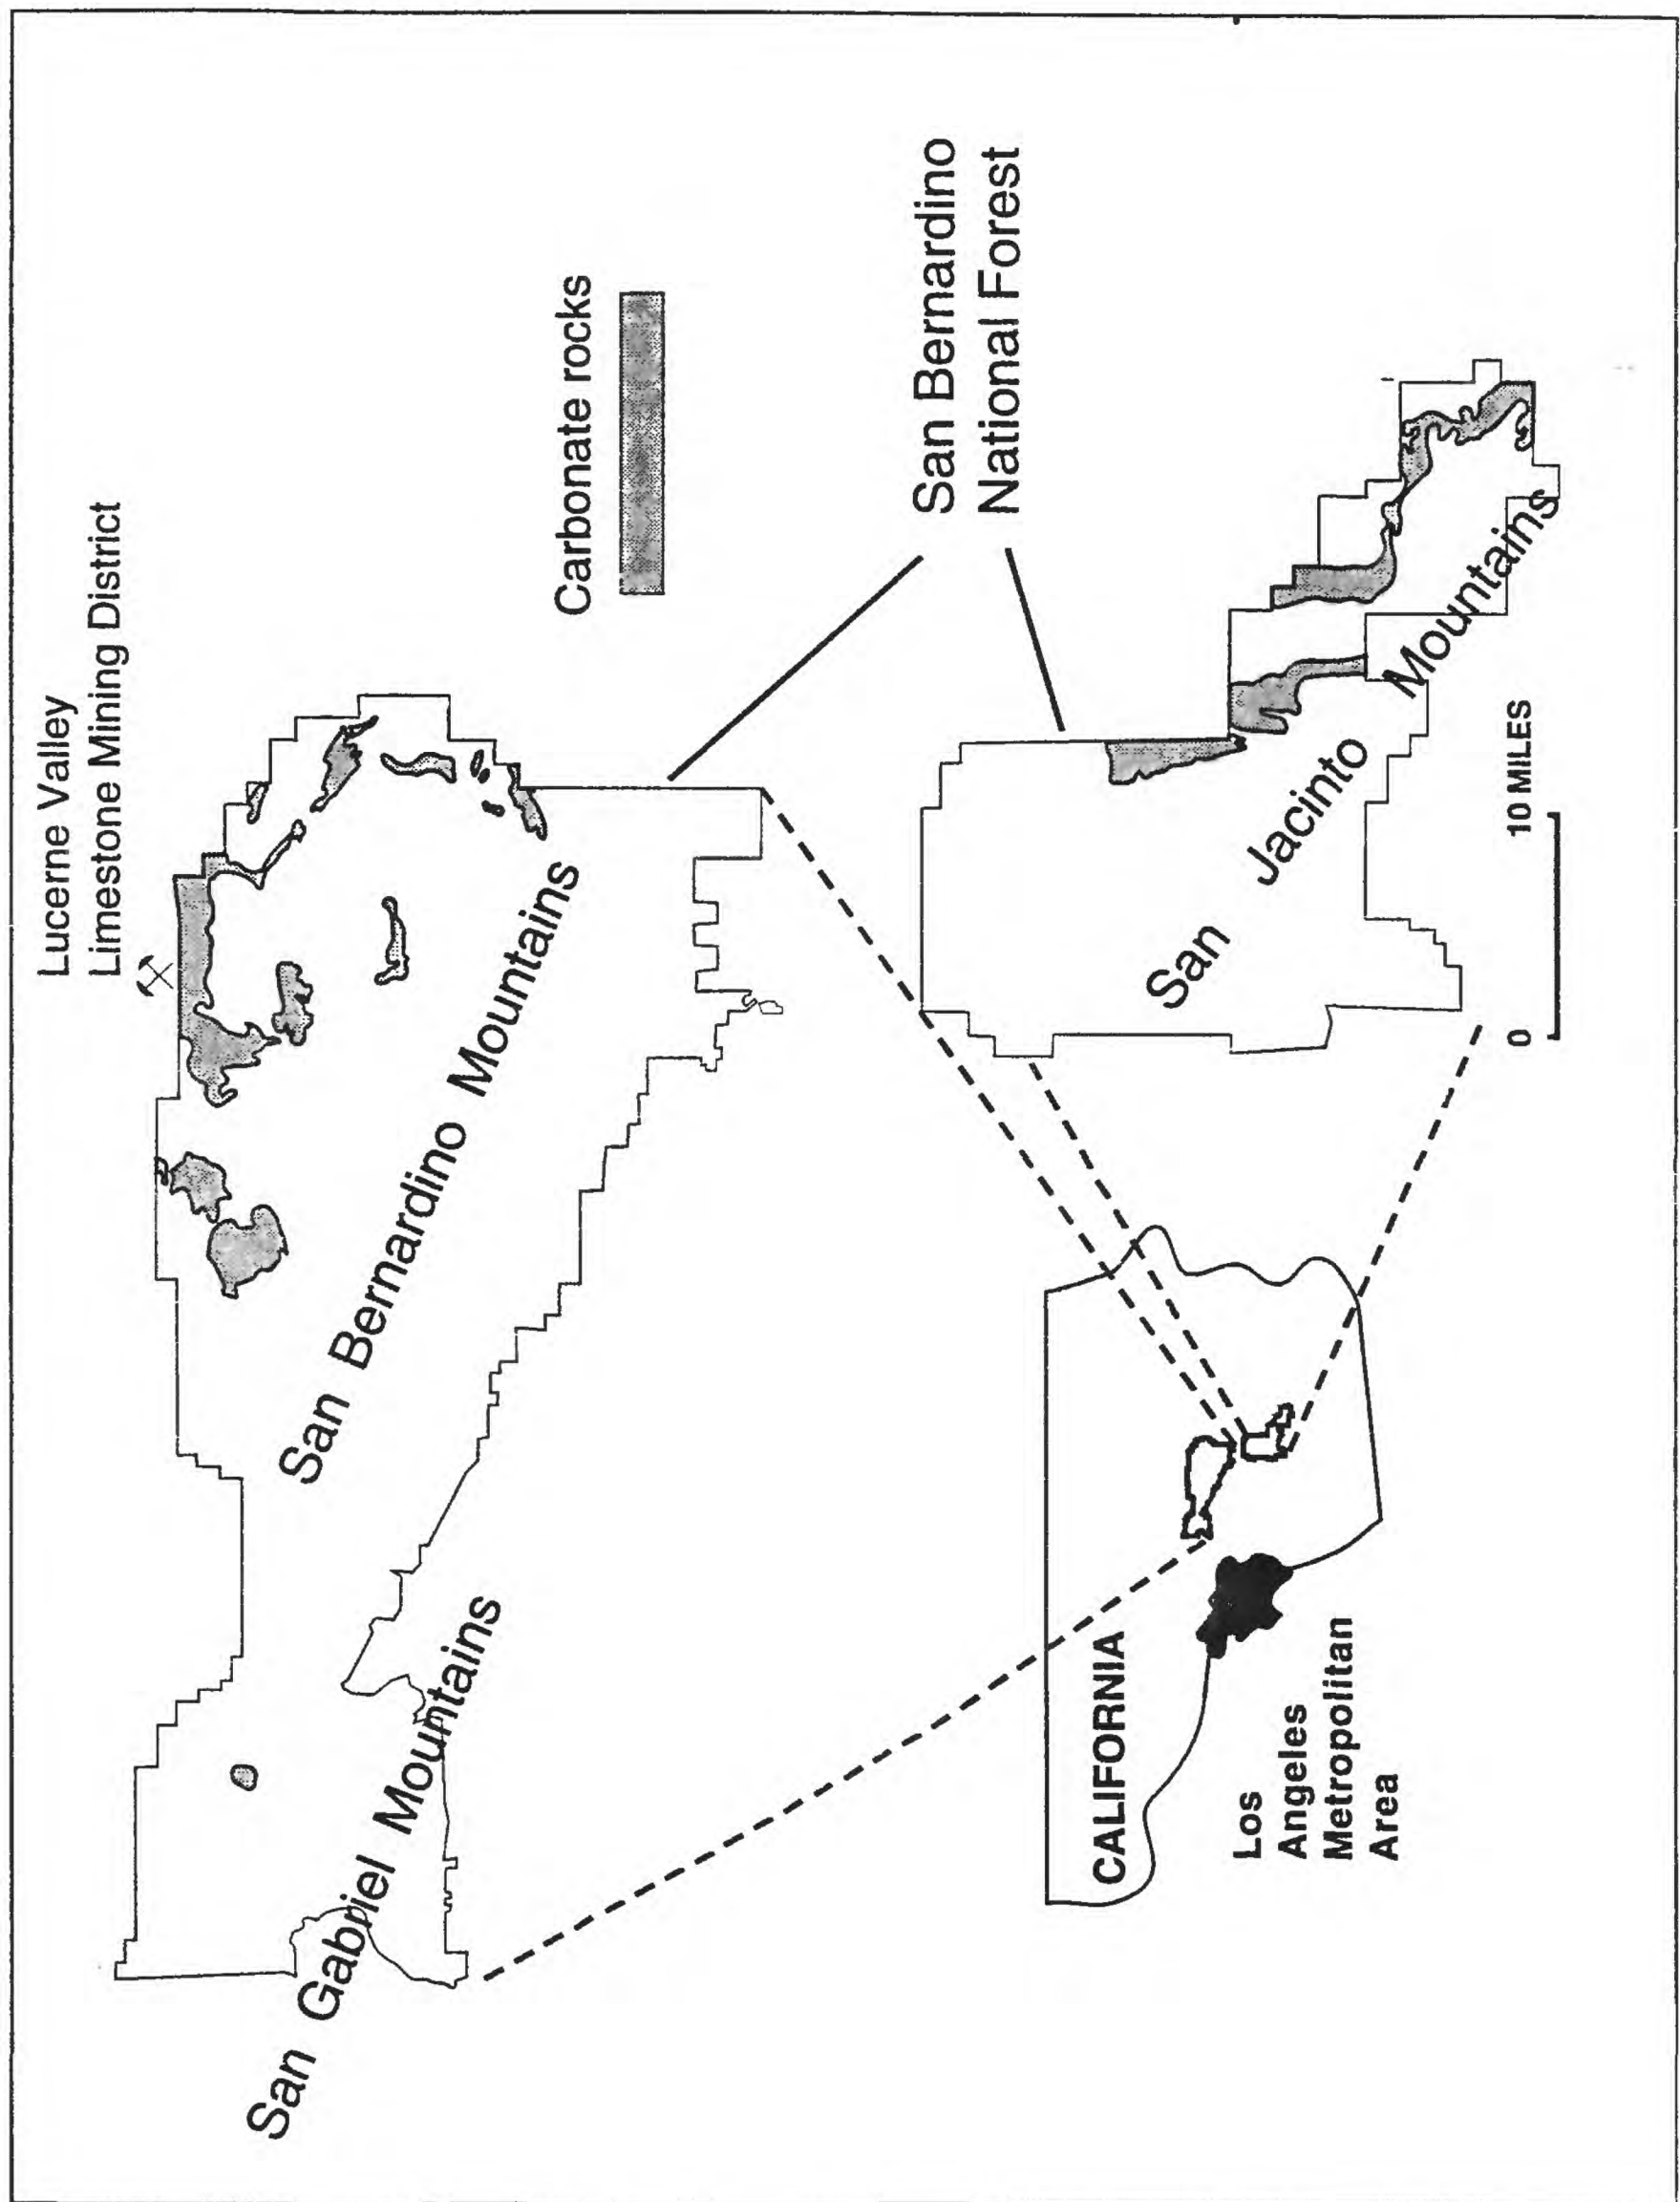 Lucerne Valley
Limestone Mining District
Carbonate rocks
San Bernardino
National Forest
San Bernardino Mountains
San Gabriel Mountains
San Jacinto Mountains
0 10 MILES
CALIFORNIA
Los
Angeles
Metropolitan
Area